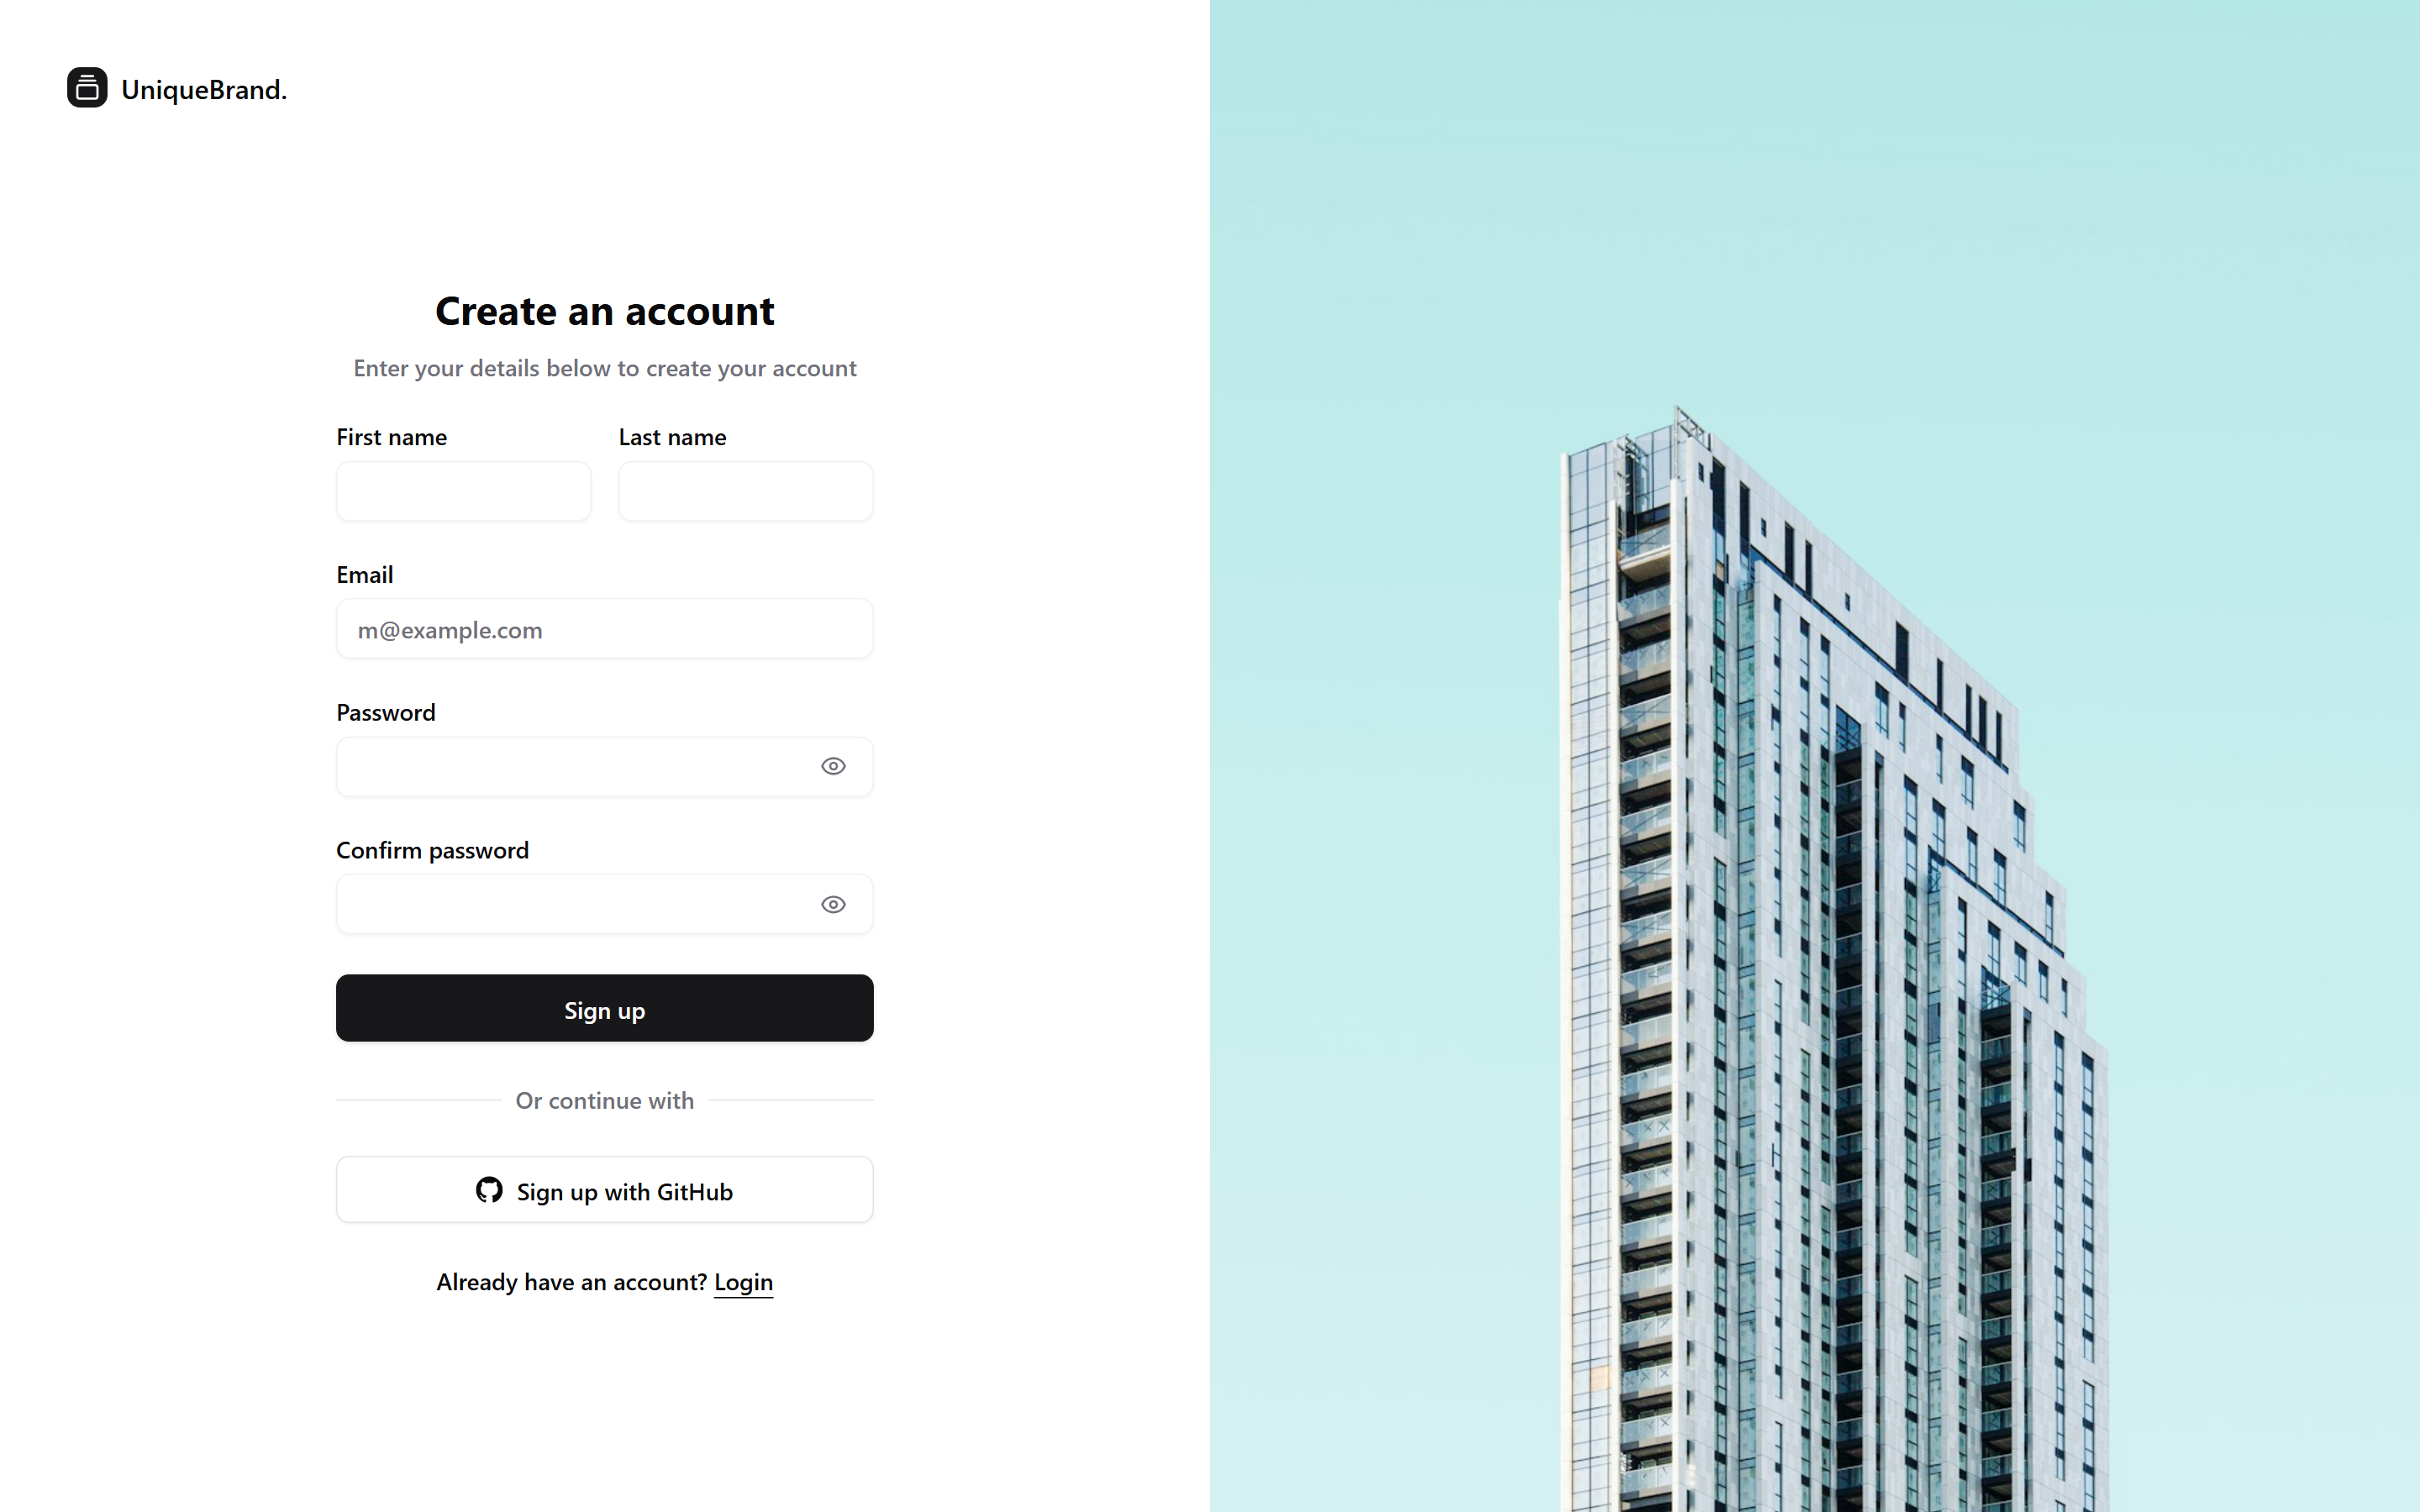 UniqueBrand.
Create an account
Enter your details below to create your account
First name
Last name
Email
m@example.com
Password
Confirm password
Sign up
Or continue with
Sign up with GitHub
Already have an account? Login